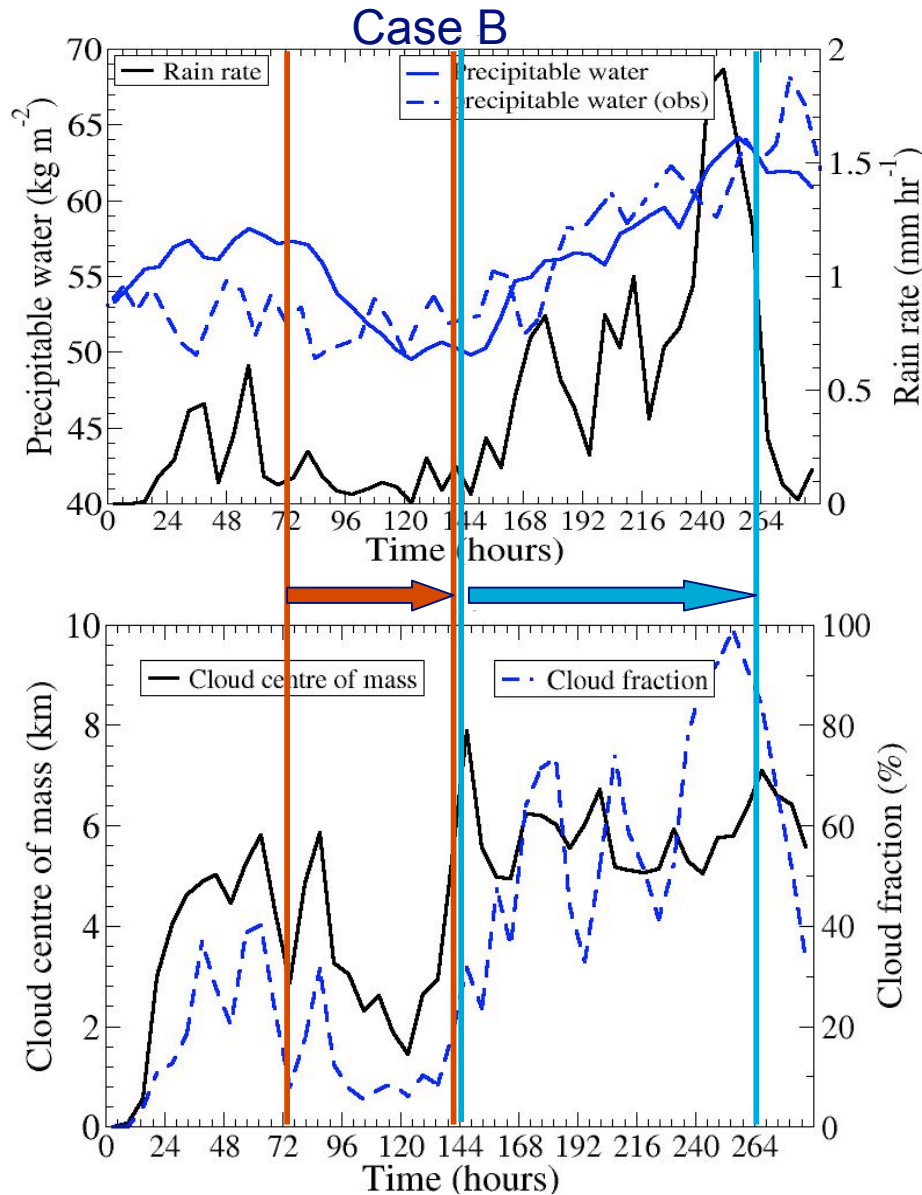 Case B
Rain rate
Precipitable water
precipitable water (obs)
Precipitable water (kg m⁻²)
70
65
60
55
50
45
40
2
1.5
1
0.5
0
Rain rate (mm hr⁻¹)
0 24 48 72 96 120 144 168 192 216 240 264
Time (hours)
Cloud centre of mass
Cloud fraction
Cloud centre of mass (km)
10
8
6
4
2
0
100
80
60
40
20
0
Cloud fraction (%)
0 24 48 72 96 120 144 168 192 216 240 264
Time (hours)